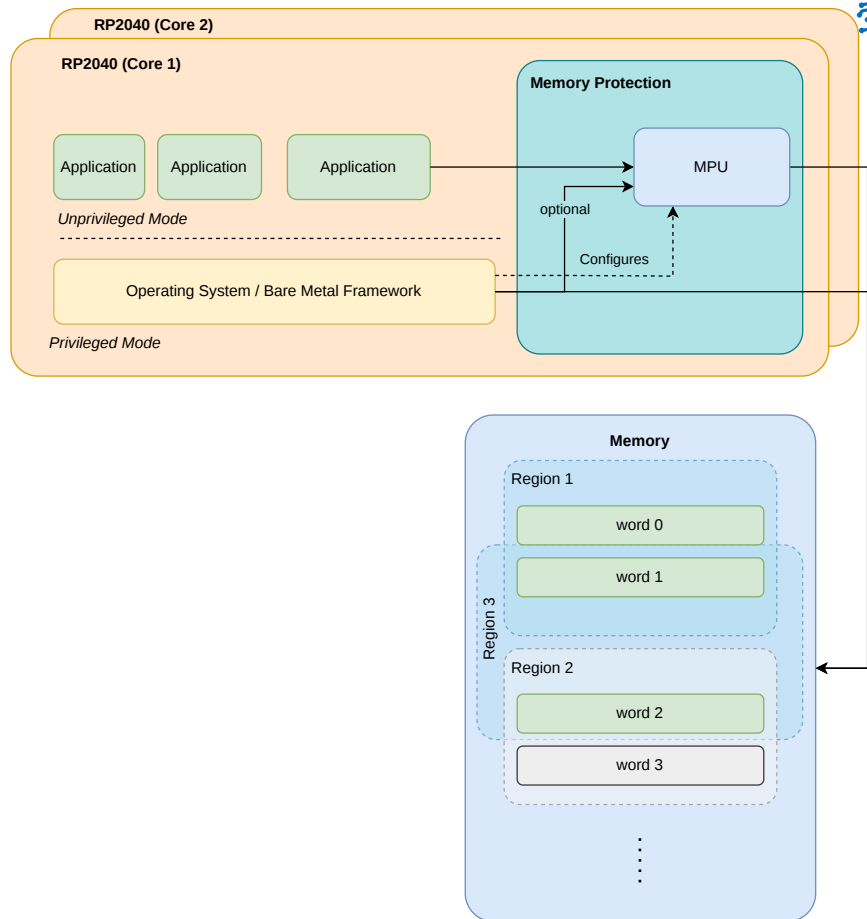 RP2040 (Core 2)
RP2040 (Core 1)
Memory Protection
Application
Application
Application
MPU
optional
Unprivileged Mode
Configures
Operating System / Bare Metal Framework
Privileged Mode
Memory
Region 1
word 0
word 1
Region 3
Region 2
word 2
word 3